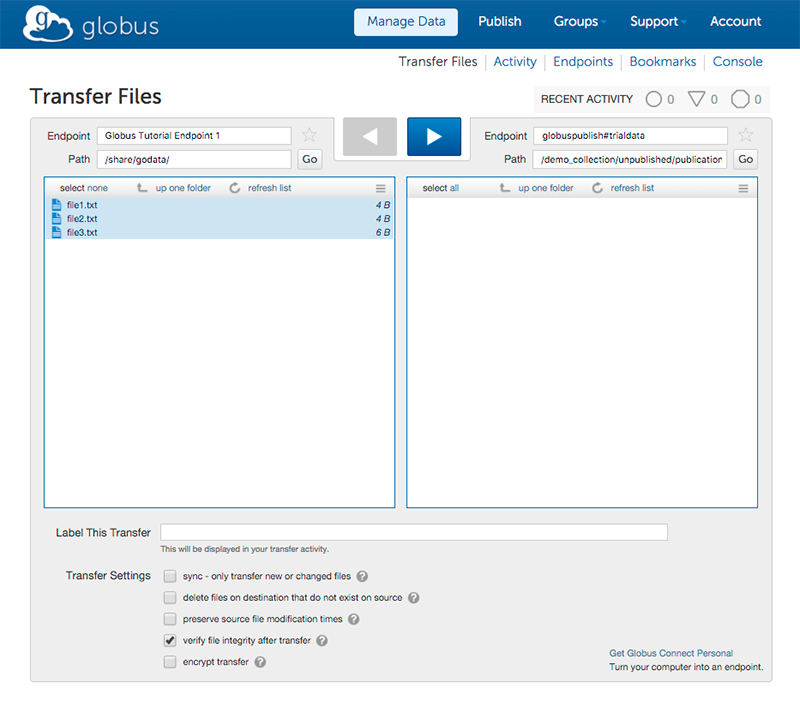 globus
Manage Data Publish Groups Support Account
Transfer Files Activity Endpoints Bookmarks Console
Transfer Files
RECENT ACTIVITY 0 0 0
Endpoint Globus Tutorial Endpoint 1
Path /share/godata/ Go
Endpoint globuspublish#trialdata
Path /demo_collection/unpublished/publication Go
select none up one folder refresh list
file1.txt 4 B
file2.txt 4 B
file3.txt 6 B
select all up one folder refresh list
Label This Transfer
This will be displayed in your transfer activity.
Transfer Settings
sync - only transfer new or changed files ?
delete files on destination that do not exist on source ?
preserve source file modification times ?
verify file integrity after transfer ?
encrypt transfer ?
Get Globus Connect Personal
Turn your computer into an endpoint.